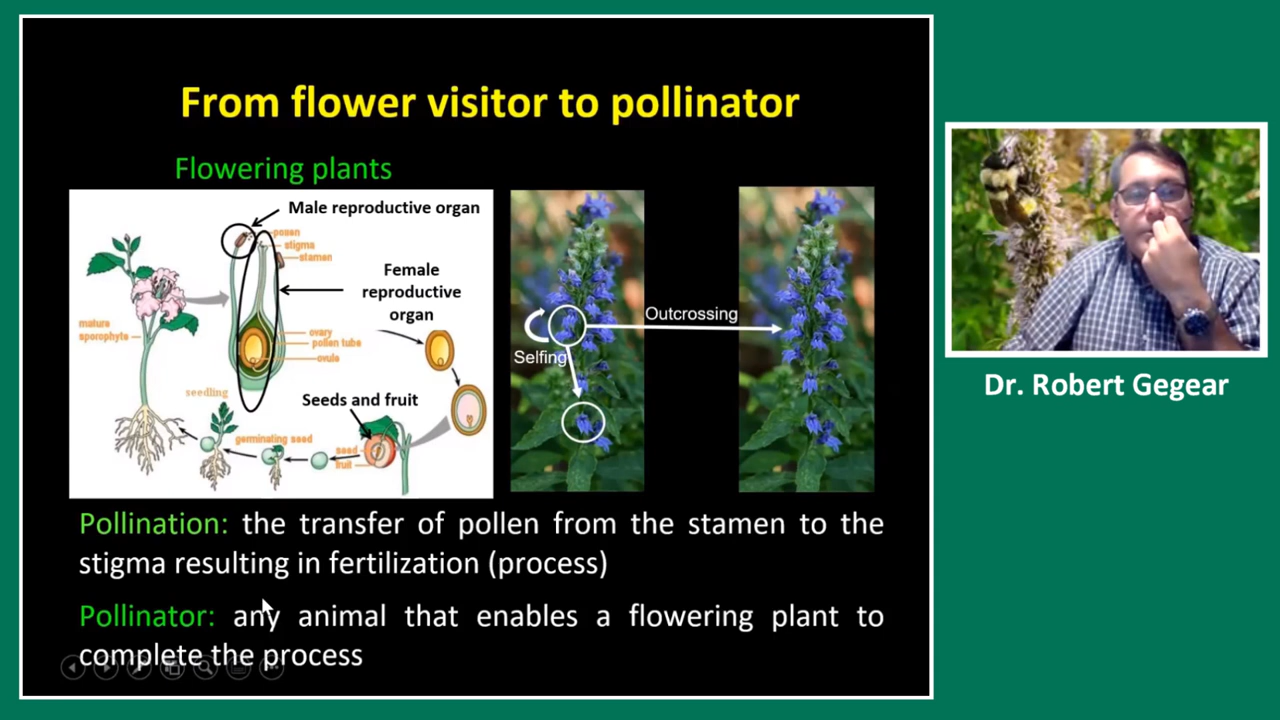 From flower visitor to pollinator
Flowering plants
Male reproductive organ
pollen
stigma
stamen
Female
reproductive
organ
mature
sporophyte
ovary
pollen tube
ovule
Outcrossing
Selfing
seedling
Seeds and fruit
germinating seed
seed
fruit
Pollination: the transfer of pollen from the stamen to the
stigma resulting in fertilization (process)
Pollinator: any animal that enables a flowering plant to
complete the process
Dr. Robert Gegear